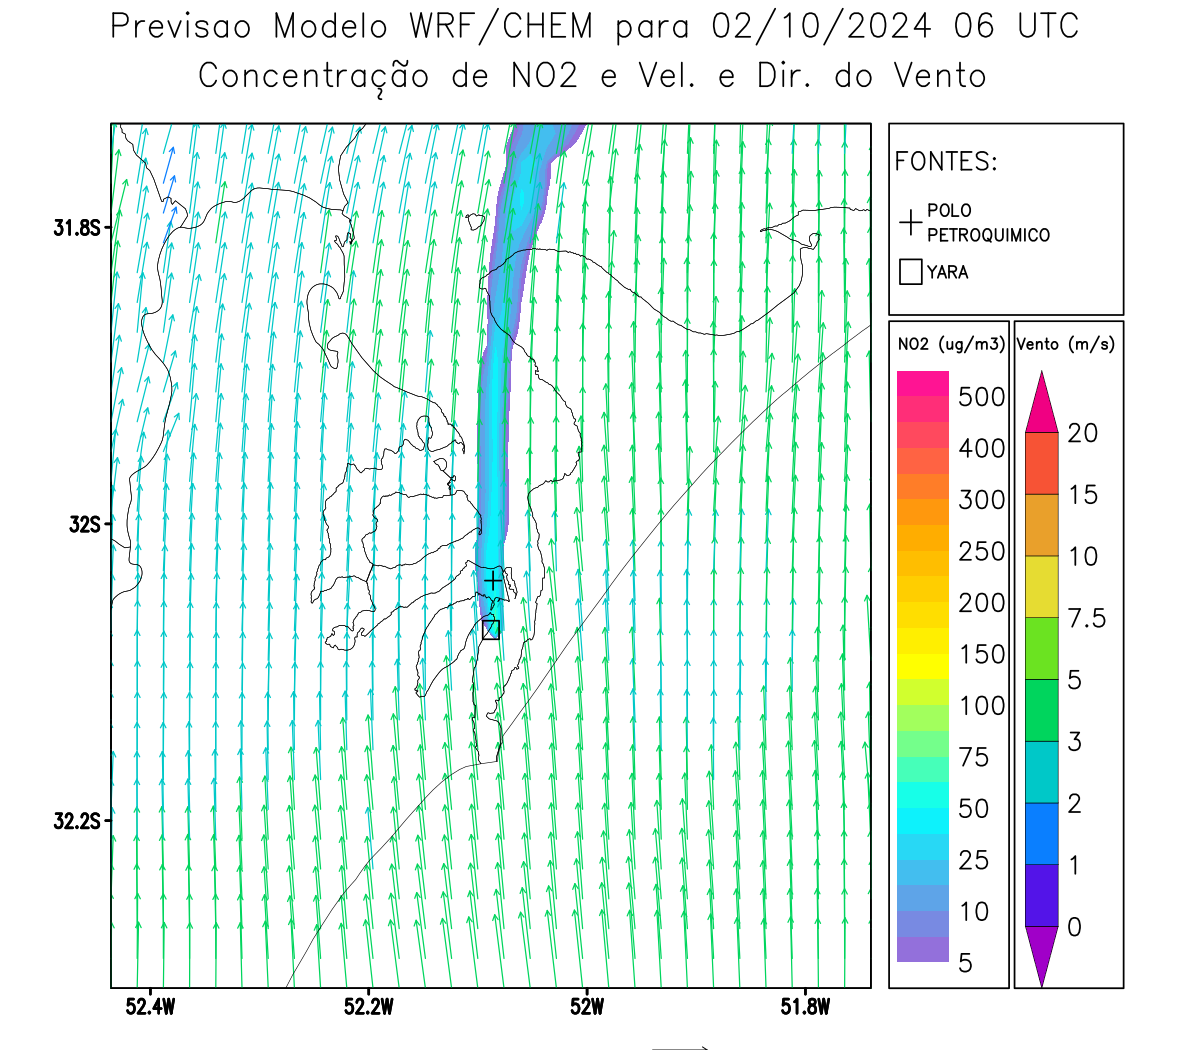 Previsao Modelo WRF/CHEM para 02/10/2024 06 UTC
Concentração de NO2 e Vel. e Dir. do Vento
FONTES:
POLO
PETROQUIMICO
YARA
NO2 (ug/m3)
500
400
300
250
200
150
100
75
50
25
10
5
Vento (m/s)
20
15
10
7.5
5
3
2
1
0
31.8S
32S
32.2S
52.4W
52.2W
52W
51.8W